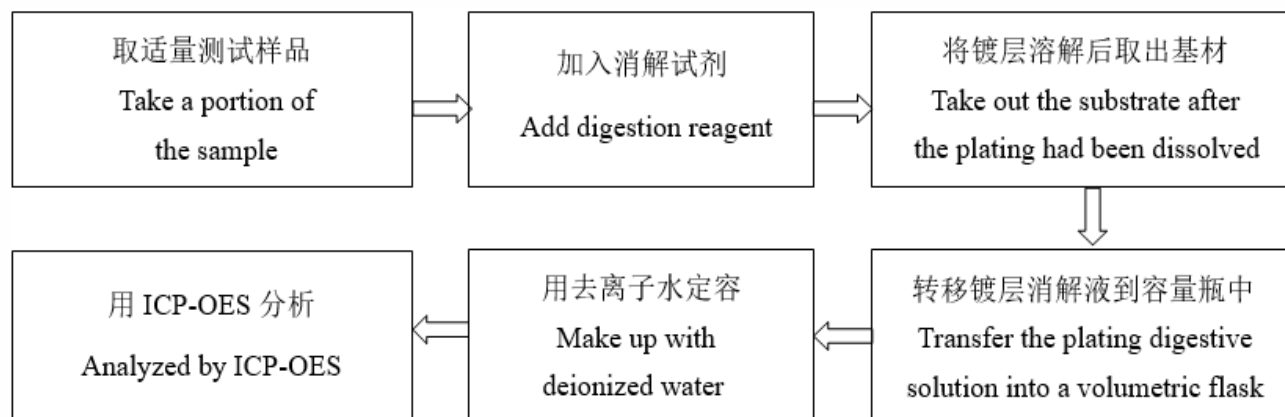 取适量测试样品
Take a portion of
the sample
加入消解试剂
Add digestion reagent
将镀层溶解后取出基材
Take out the substrate after
the plating had been dissolved
转移镀层消解液到容量瓶中
Transfer the plating digestive
solution into a volumetric flask
用去离子水定容
Make up with
deionized water
用 ICP-OES 分析
Analyzed by ICP-OES